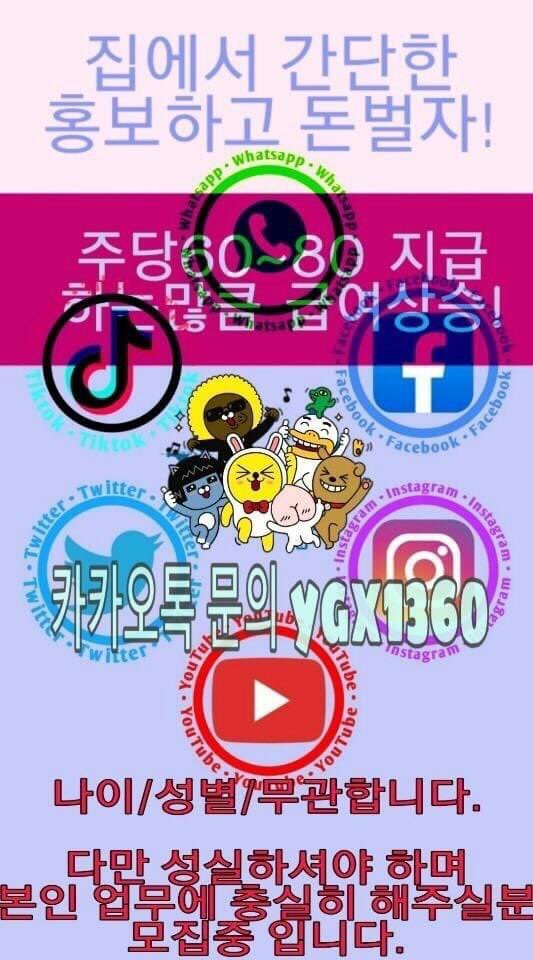 집에서 간단한
홍보하고 돈벌자!
Whatsapp · Whatsapp · Whatsapp
주당60~80 지급
하는많큼 급여상승!
Tiktok · Tiktok · Tiktok
Facebook · Facebook · Facebook · Facebook
Twitter · Twitter · Twitter
Instagram · Instagram · Instagram
카카오톡 문의 ygx1360
YouTube · YouTube · YouTube
나이/성별/무관합니다.
다만 성실하셔야 하며
본인 업무에 충실히 해주실분
모집중 입니다.